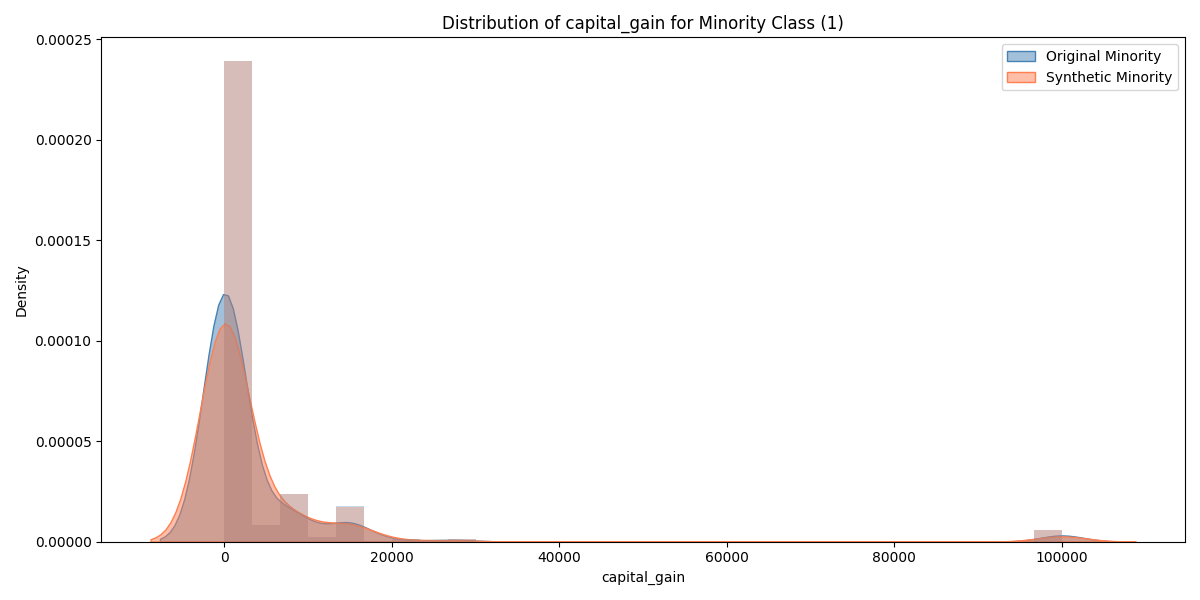 Distribution of capital_gain for Minority Class (1)
Original Minority
Synthetic Minority
0.00025
0.00020
0.00015
0.00010
0.00005
0.00000
Density
0
20000
40000
60000
80000
100000
capital_gain